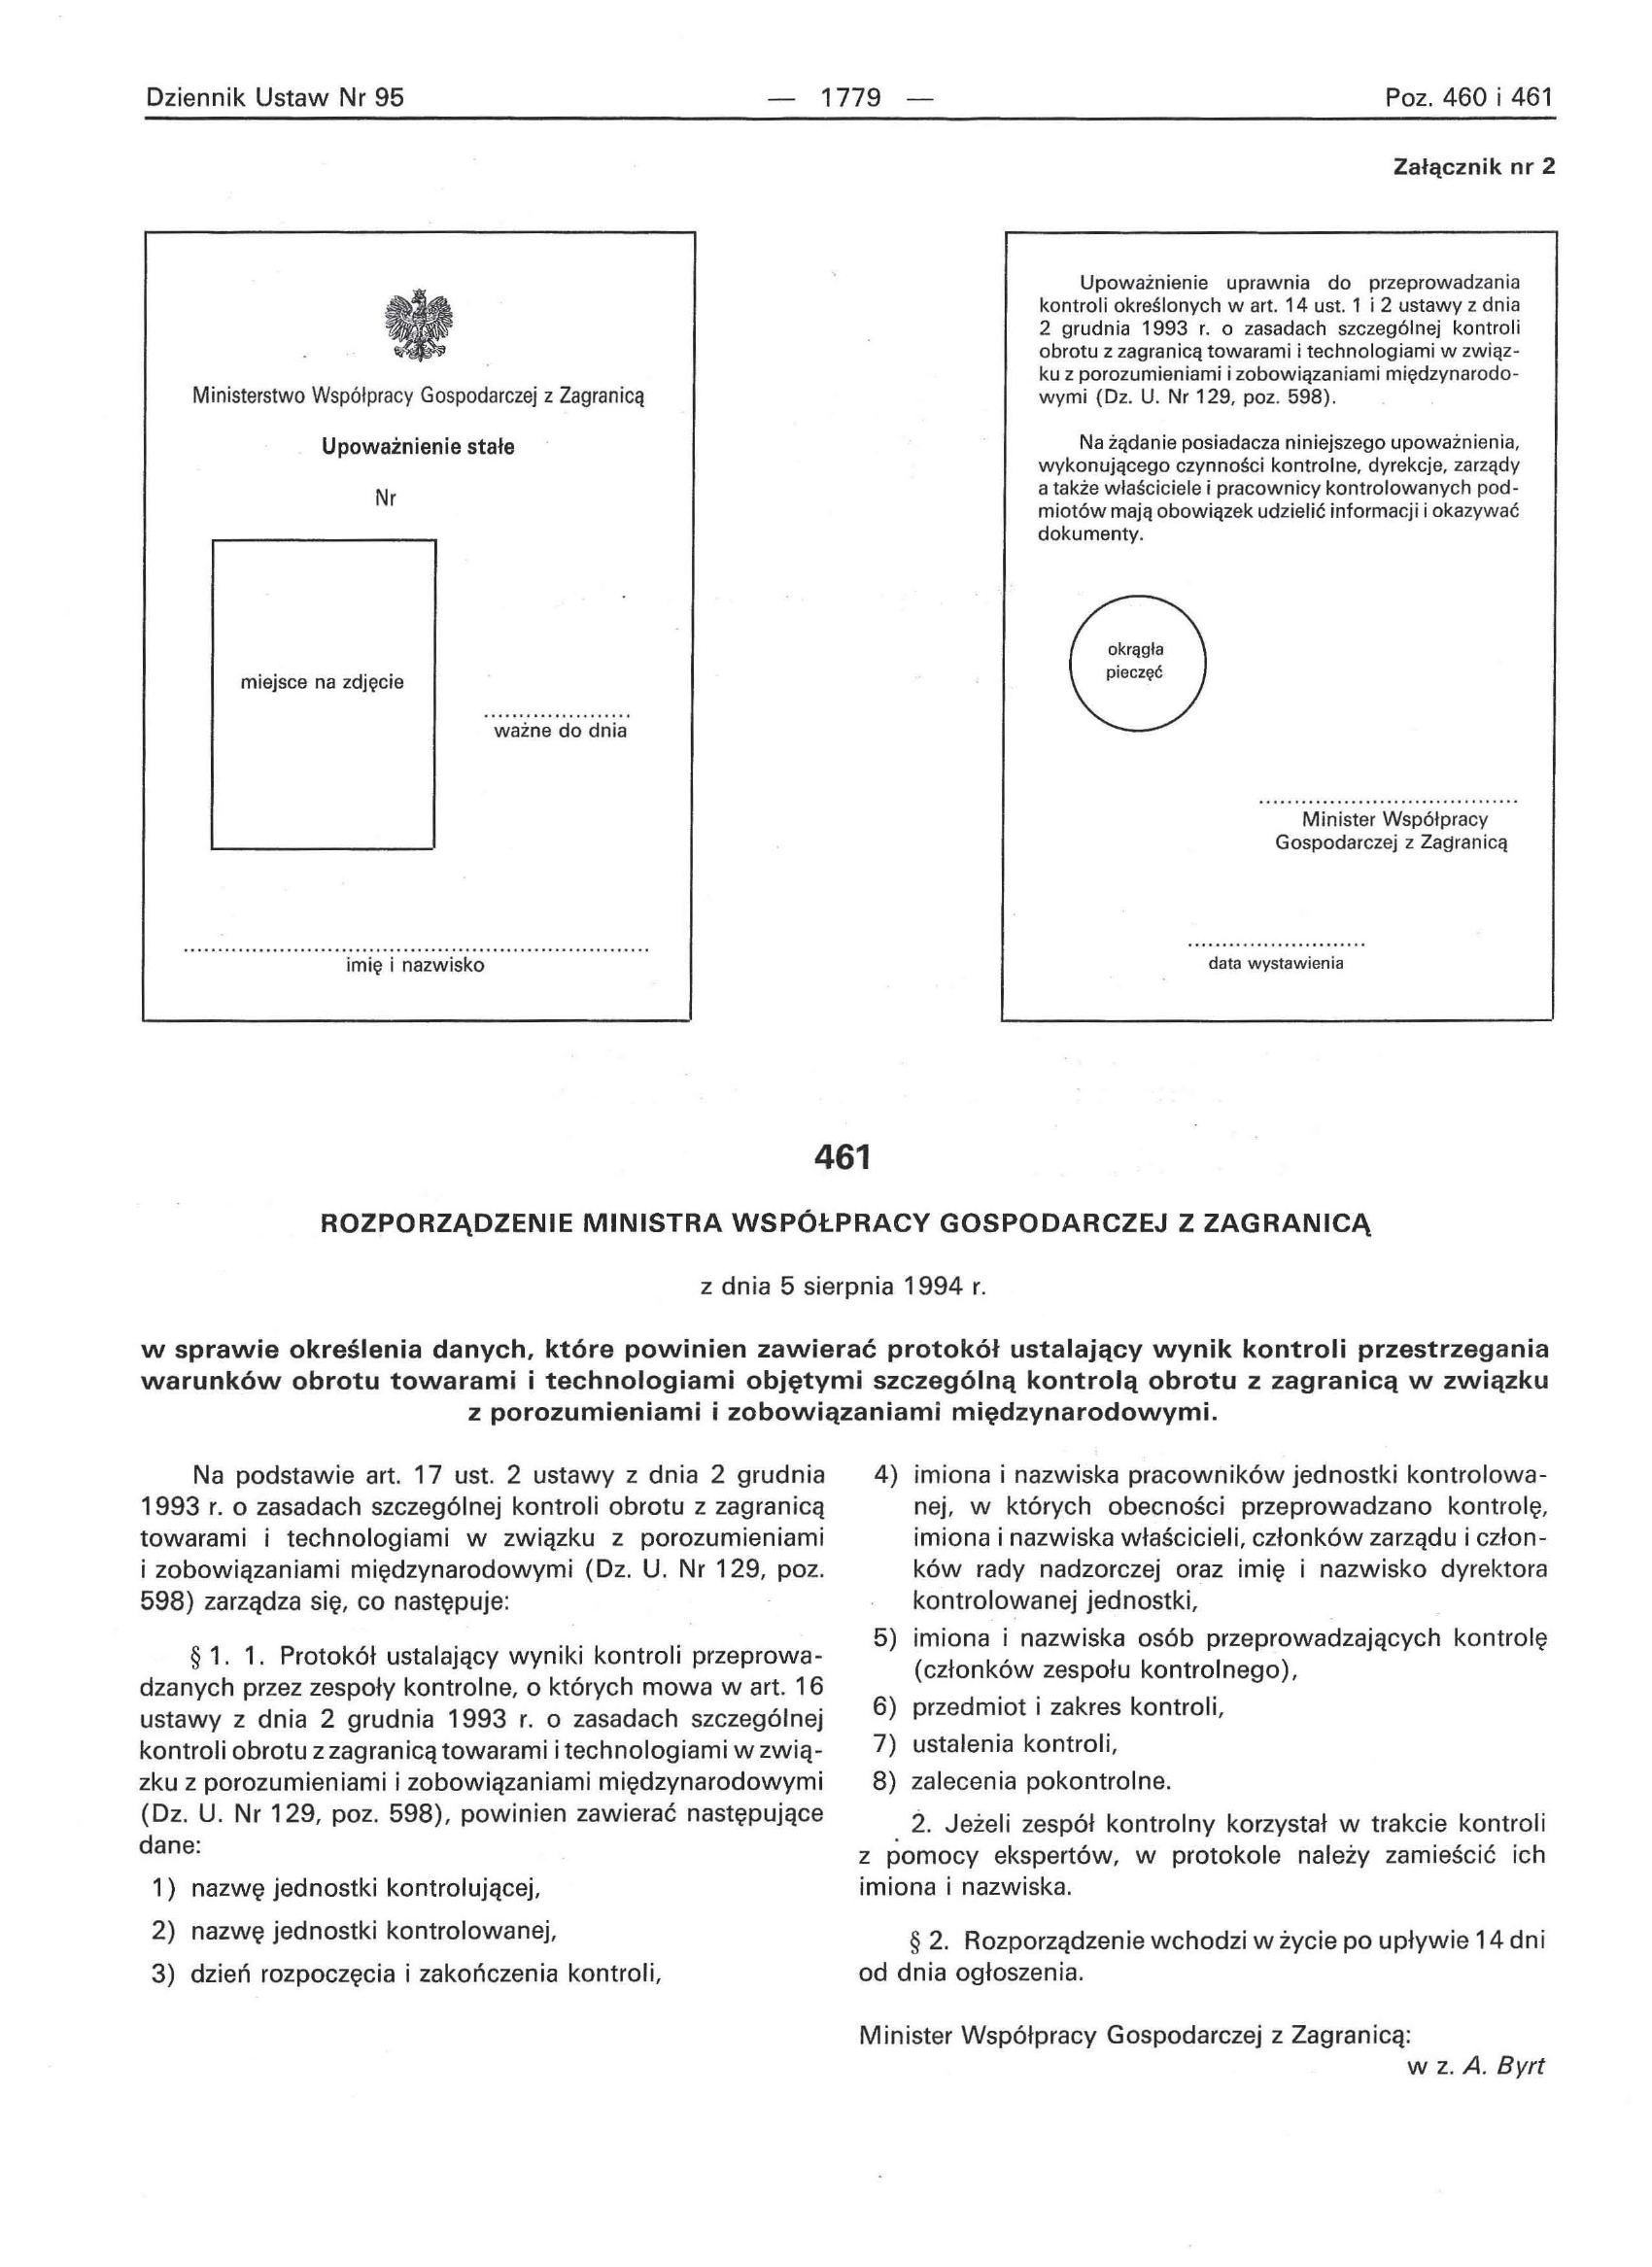 Dziennik Ustaw Nr 95 — 1779 — Poz. 460 i 461
Załącznik nr 2
Ministerstwo Współpracy Gospodarczej z Zagranicą
Upoważnienie stałe
Nr
miejsce na zdjęcie
ważne do dnia
imię i nazwisko
Upoważnienie uprawnia do przeprowadzania
kontroli określonych w art. 14 ust. 1 i 2 ustawy z dnia
2 grudnia 1993 r. o zasadach szczególnej kontroli
obrotu z zagranicą towarami i technologiami w związ-
ku z porozumieniami i zobowiązaniami międzynarodo-
wymi (Dz. U. Nr 129, poz. 598).
Na żądanie posiadacza niniejszego upoważnienia,
wykonującego czynności kontrolne, dyrekcje, zarządy
a także właściciele i pracownicy kontrolowanych pod-
miotów mają obowiązek udzielić informacji i okazywać
dokumenty.
okrągła
pieczęć
Minister Współpracy
Gospodarczej z Zagranicą
data wystawienia
461
ROZPORZĄDZENIE MINISTRA WSPÓŁPRACY GOSPODARCZEJ Z ZAGRANICĄ
z dnia 5 sierpnia 1994 r.
w sprawie określenia danych, które powinien zawierać protokół ustalający wynik kontroli przestrzegania
warunków obrotu towarami i technologiami objętymi szczególną kontrolą obrotu z zagranicą w związku
z porozumieniami i zobowiązaniami międzynarodowymi.
Na podstawie art. 17 ust. 2 ustawy z dnia 2 grudnia
1993 r. o zasadach szczególnej kontroli obrotu z zagranicą
towarami i technologiami w związku z porozumieniami
i zobowiązaniami międzynarodowymi (Dz. U. Nr 129, poz.
598) zarządza się, co następuje:
§ 1. 1. Protokół ustalający wyniki kontroli przeprowa-
dzanych przez zespoły kontrolne, o których mowa w art. 16
ustawy z dnia 2 grudnia 1993 r. o zasadach szczególnej
kontroli obrotu z zagranicą towarami i technologiami w zwią-
zku z porozumieniami i zobowiązaniami międzynarodowymi
(Dz. U. Nr 129, poz. 598), powinien zawierać następujące
dane:
1) nazwę jednostki kontrolującej,
2) nazwę jednostki kontrolowanej,
3) dzień rozpoczęcia i zakończenia kontroli,
4) imiona i nazwiska pracowników jednostki kontrolowa-
nej, w których obecności przeprowadzano kontrolę,
imiona i nazwiska właścicieli, członków zarządu i człon-
ków rady nadzorczej oraz imię i nazwisko dyrektora
kontrolowanej jednostki,
5) imiona i nazwiska osób przeprowadzających kontrolę
(członków zespołu kontrolnego),
6) przedmiot i zakres kontroli,
7) ustalenia kontroli,
8) zalecenia pokontrolne.
2. Jeżeli zespół kontrolny korzystał w trakcie kontroli
z pomocy ekspertów, w protokole należy zamieścić ich
imiona i nazwiska.
§ 2. Rozporządzenie wchodzi w życie po upływie 14 dni
od dnia ogłoszenia.
Minister Współpracy Gospodarczej z Zagranicą:
w z. A. Byrt